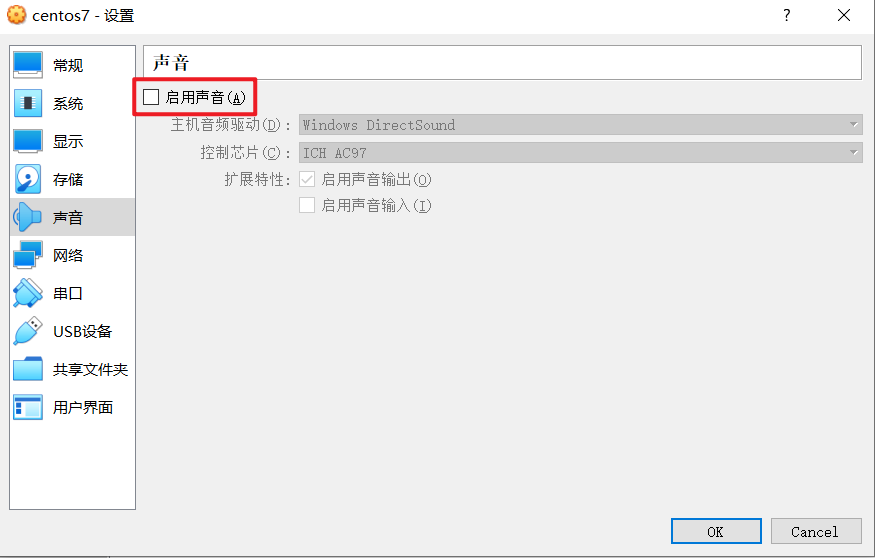 centos7 - 设置
?
常规
系统
显示
存储
声音
网络
串口
USB设备
共享文件夹
用户界面
声音
启用声音(A)
主机音频驱动(D)：
Windows DirectSound
控制芯片(C)：
ICH AC97
扩展特性：
启用声音输出(O)
启用声音输入(I)
OK
Cancel